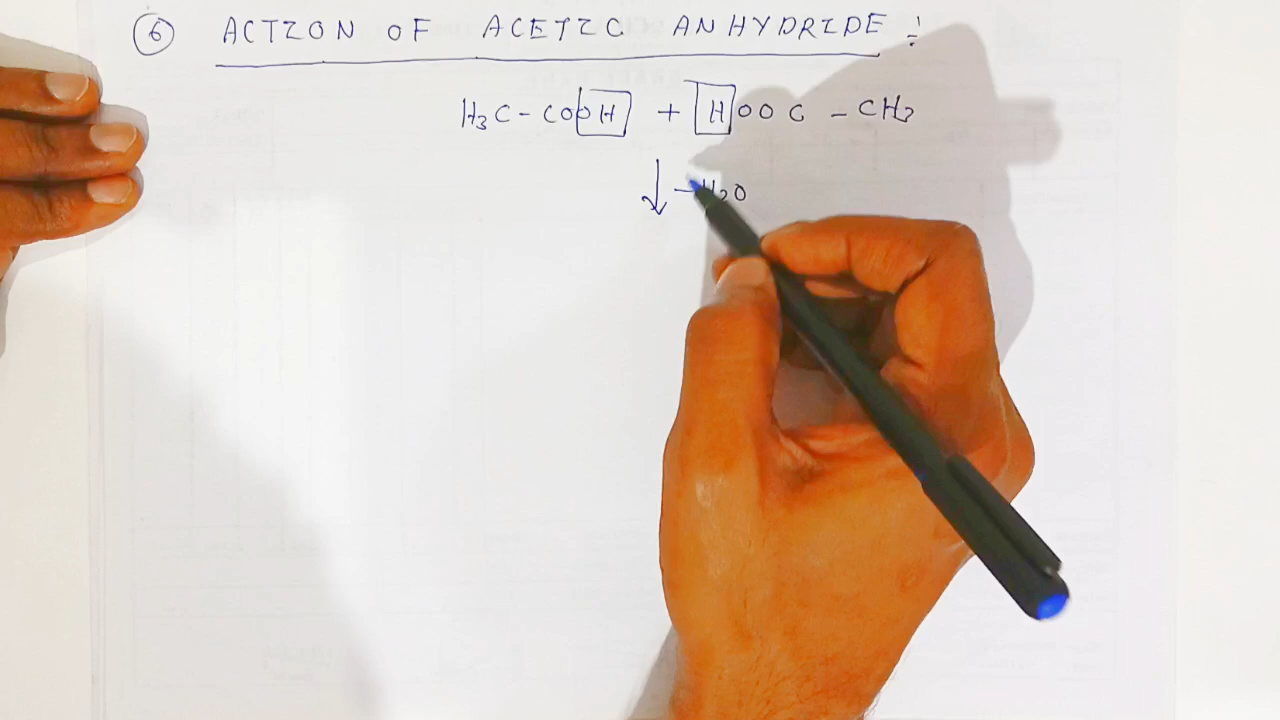 6 ACTION OF ACETIC ANHYDRIDE :
H3C - COOH + HOOC - CH3
- H2O